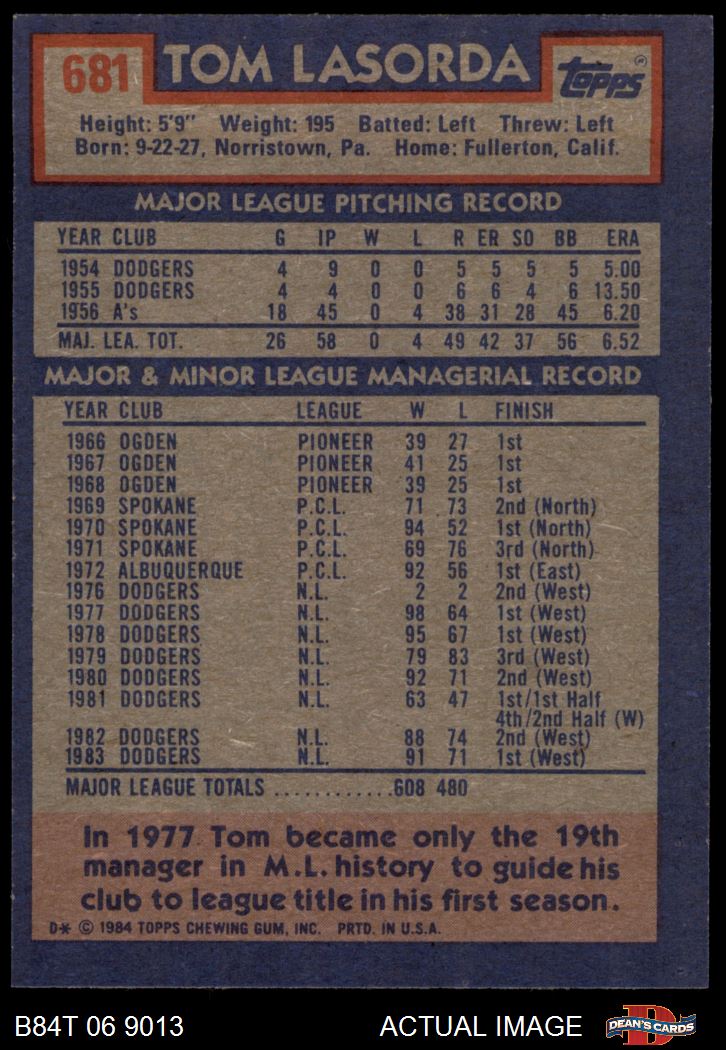 681 TOM LASORDA Topps ®
Height: 5'9" Weight: 195 Batted: Left Threw: Left
Born: 9-22-27, Norristown, Pa. Home: Fullerton, Calif.
MAJOR LEAGUE PITCHING RECORD
YEAR CLUB G IP W L R ER SO BB ERA
1954 DODGERS 4 9 0 0 5 5 5 5 5.00
1955 DODGERS 4 4 0 0 6 6 4 6 13.50
1956 A's 18 45 0 4 38 31 28 45 6.20
MAJ. LEA. TOT. 26 58 0 4 49 42 37 56 6.52
MAJOR & MINOR LEAGUE MANAGERIAL RECORD
YEAR CLUB LEAGUE W L FINISH
1966 OGDEN PIONEER 39 27 1st
1967 OGDEN PIONEER 41 25 1st
1968 OGDEN PIONEER 39 25 1st
1969 SPOKANE P.C.L. 71 73 2nd (North)
1970 SPOKANE P.C.L. 94 52 1st (North)
1971 SPOKANE P.C.L. 69 76 3rd (North)
1972 ALBUQUERQUE P.C.L. 92 56 1st (East)
1976 DODGERS N.L. 2 2 2nd (West)
1977 DODGERS N.L. 98 64 1st (West)
1978 DODGERS N.L. 95 67 1st (West)
1979 DODGERS N.L. 79 83 3rd (West)
1980 DODGERS N.L. 92 71 2nd (West)
1981 DODGERS N.L. 63 47 1st/1st Half
4th/2nd Half (W)
1982 DODGERS N.L. 88 74 2nd (West)
1983 DODGERS N.L. 91 71 1st (West)
MAJOR LEAGUE TOTALS ............608 480
In 1977 Tom became only the 19th
manager in M.L. history to guide his
club to league title in his first season.
D* © 1984 TOPPS CHEWING GUM, INC. PRTD. IN U.S.A.
B84T 06 9013 ACTUAL IMAGE D DEAN'S CARDS